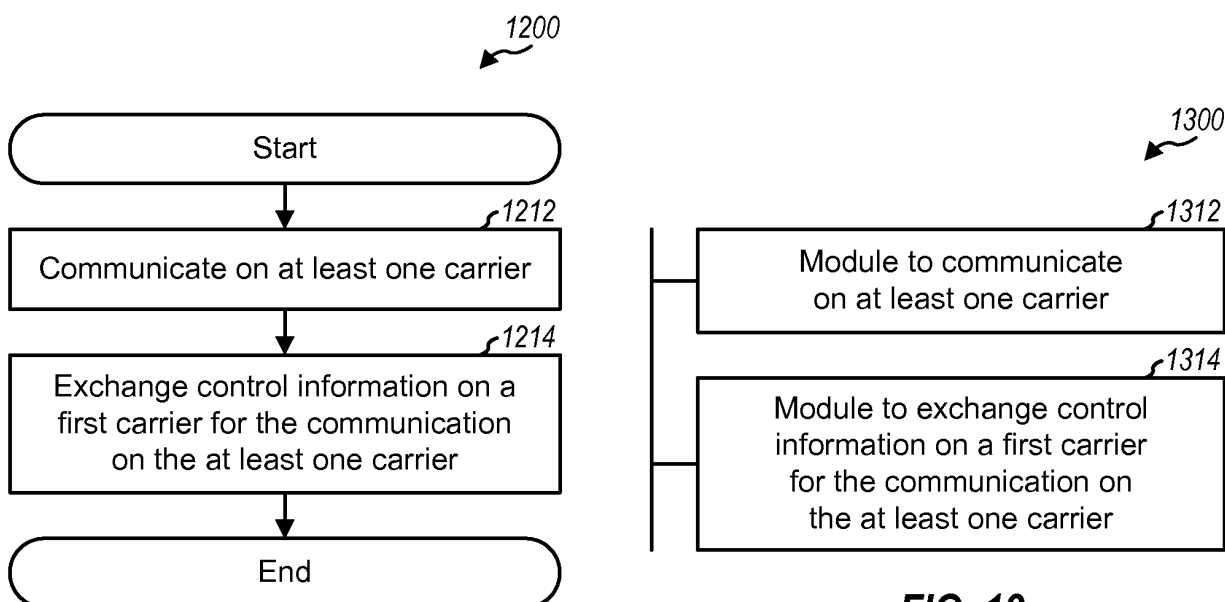 1200
Start
1212
Communicate on at least one carrier
1214
Exchange control information on a
first carrier for the communication
on the at least one carrier
End
1300
1312
Module to communicate
on at least one carrier
1314
Module to exchange control
information on a first carrier
for the communication on
the at least one carrier